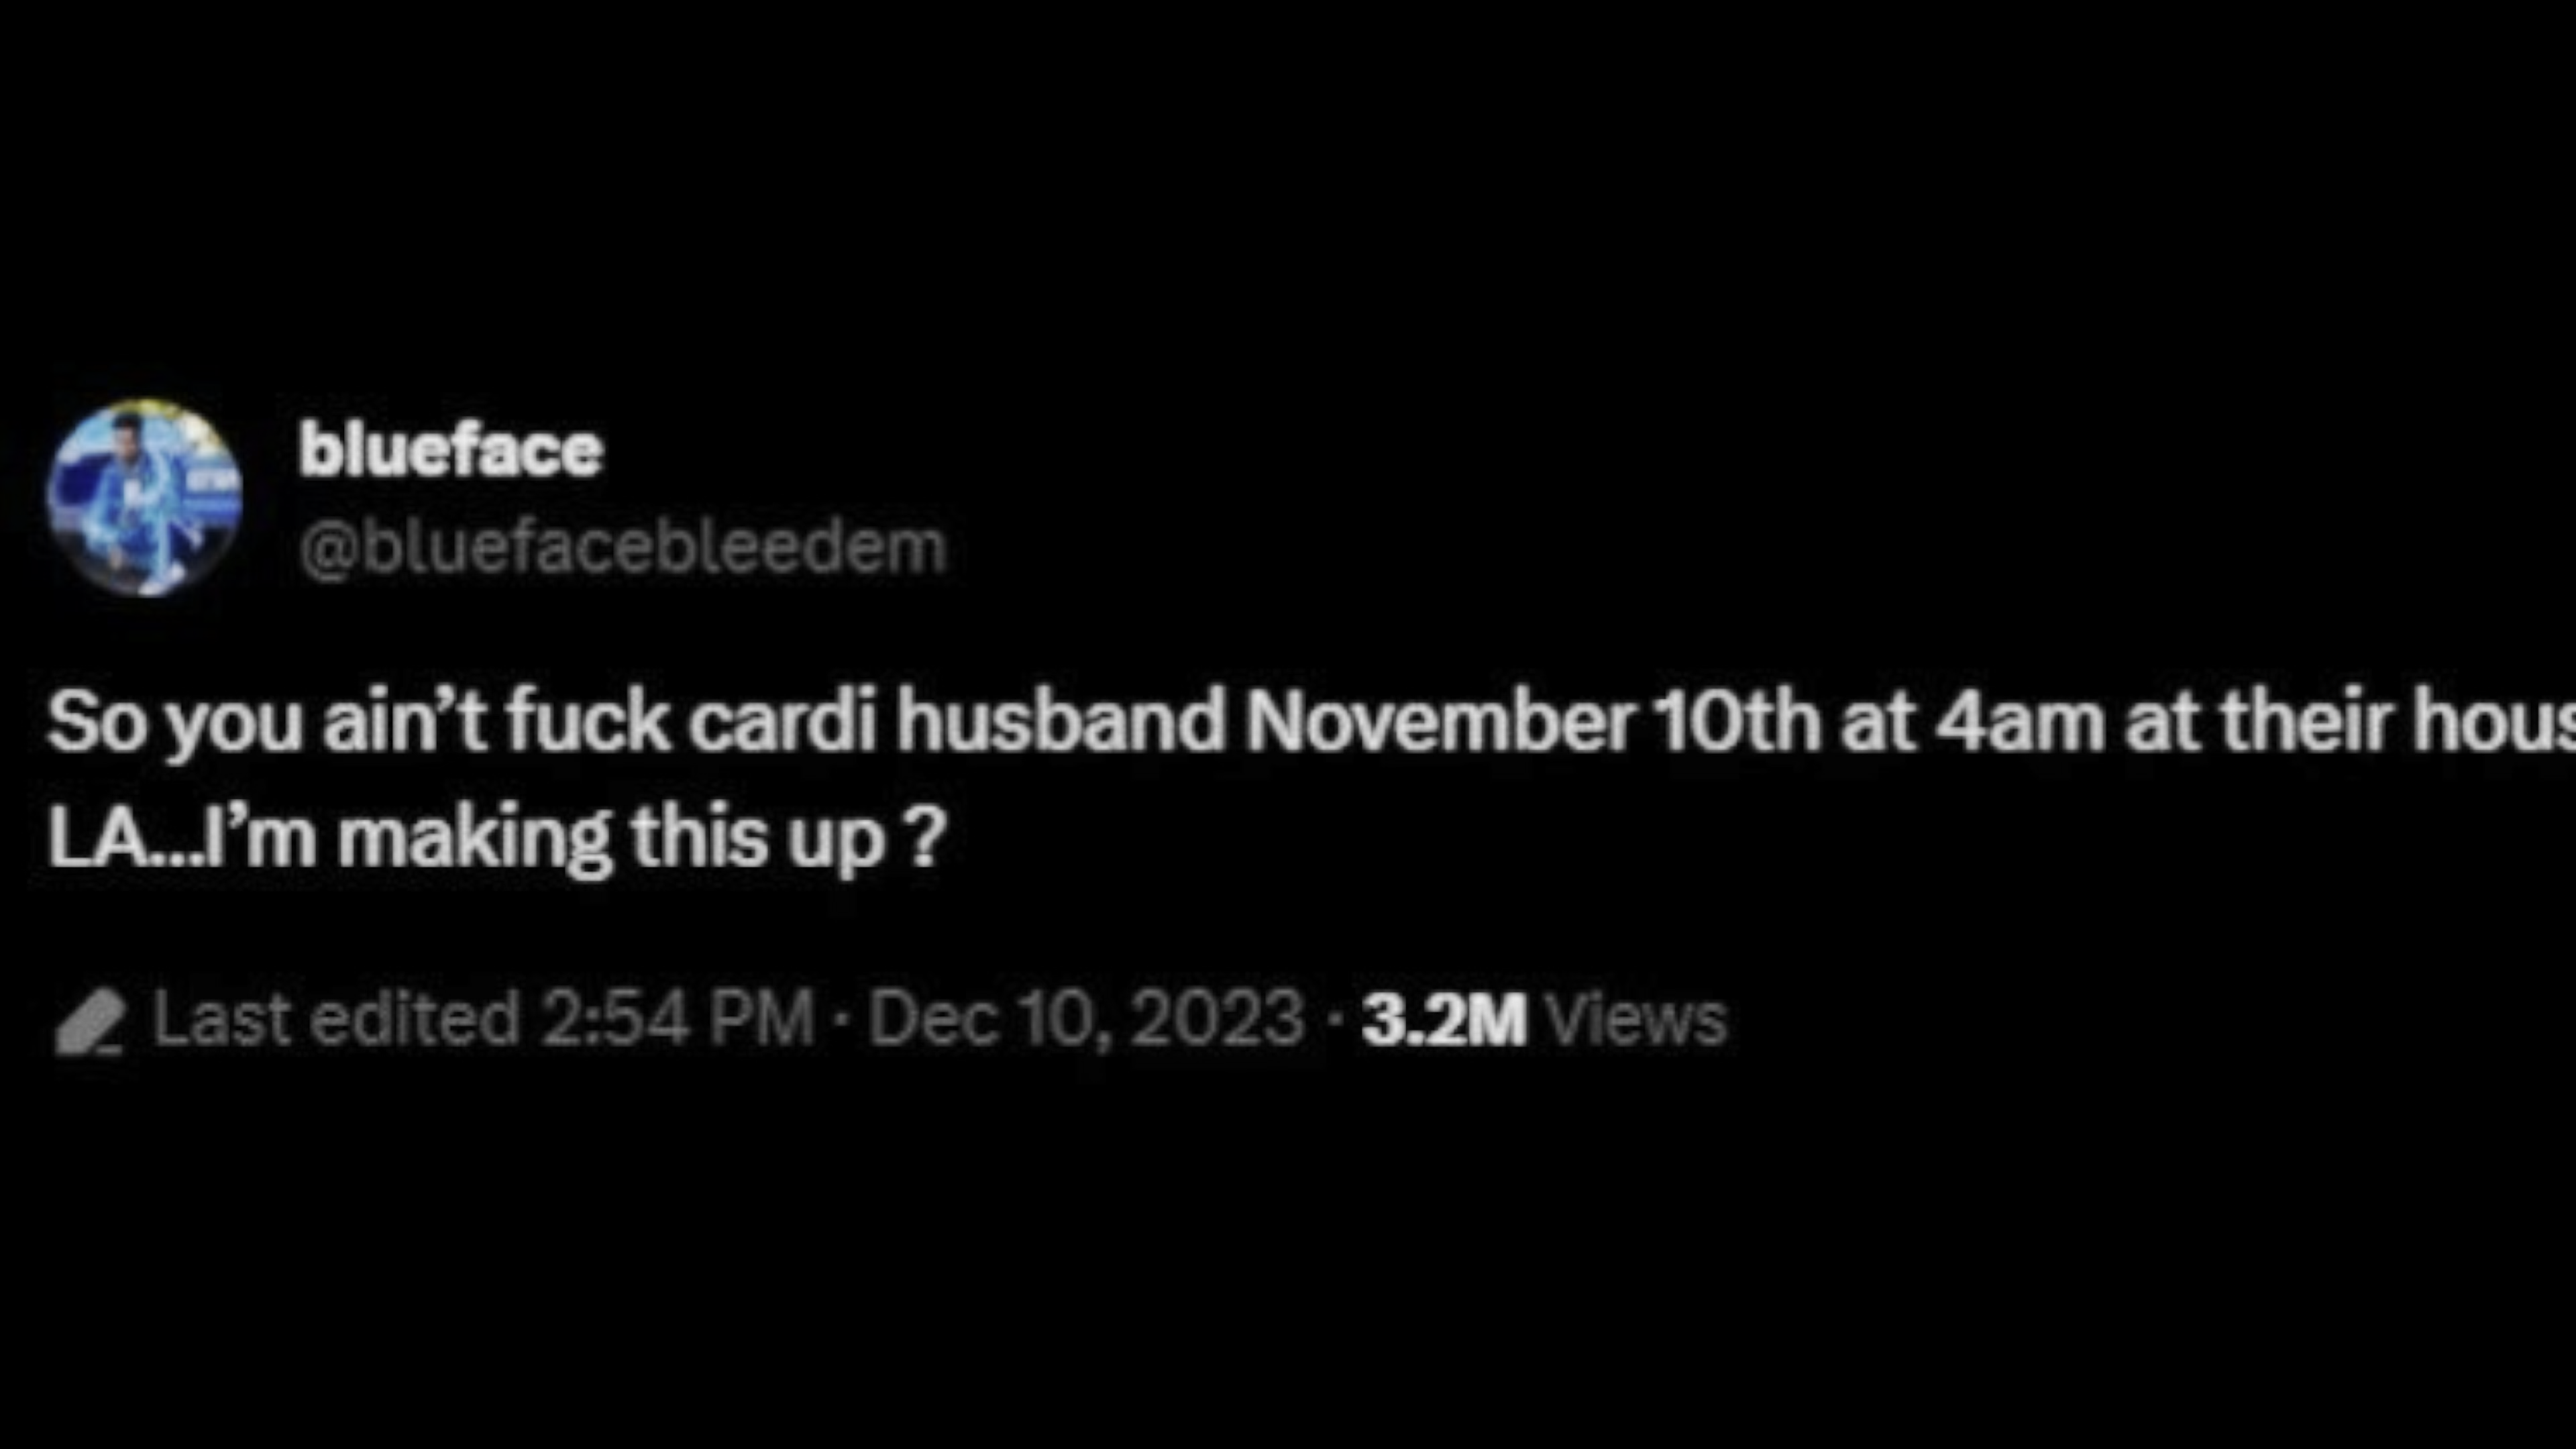 blueface
@bluefacebleedem
So you ain’t fuck cardi husband November 10th at 4am at their hous
LA...I’m making this up ?
Last edited 2:54 PM · Dec 10, 2023 · 3.2M Views